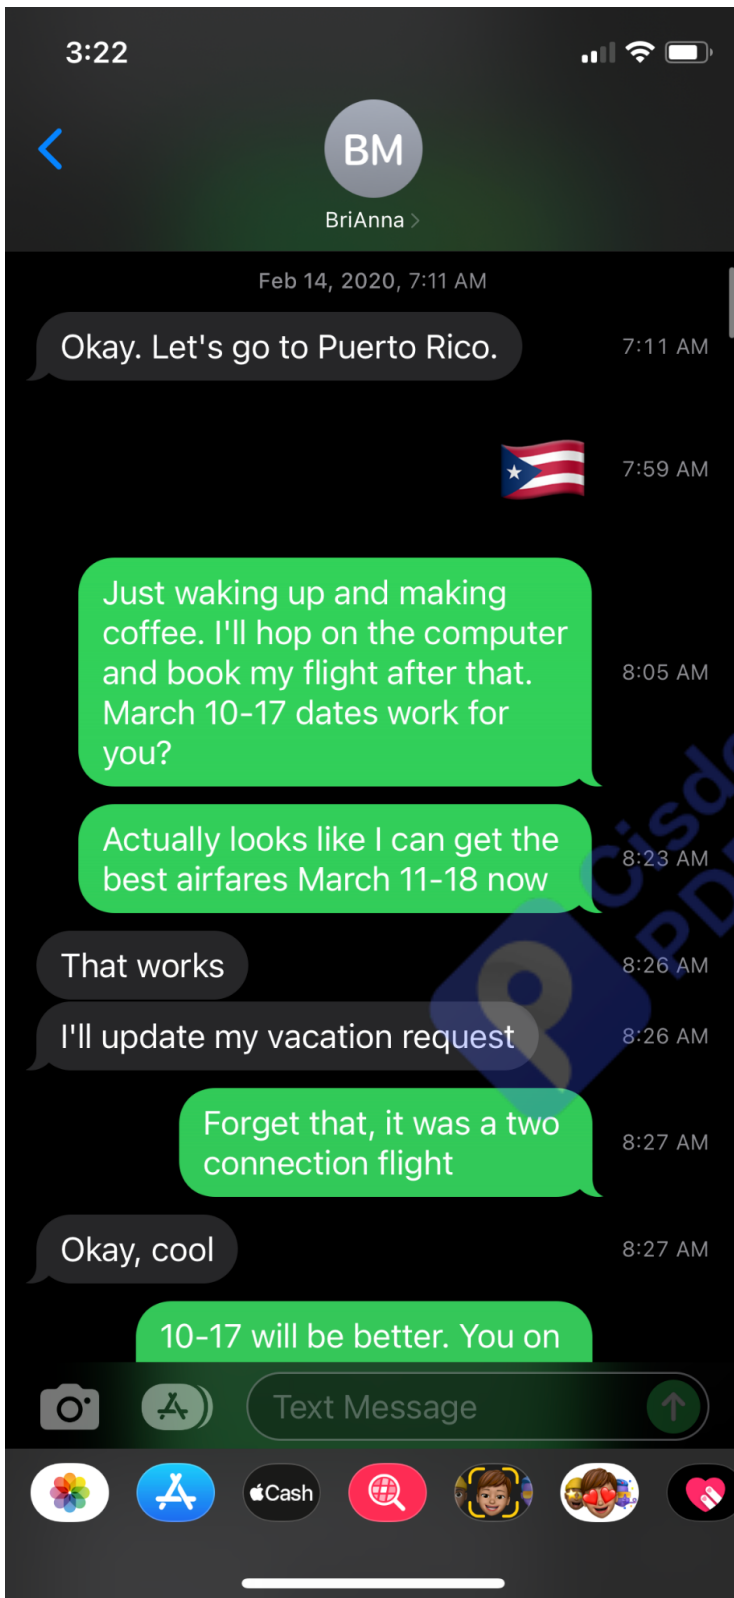 3:22
BM
BriAnna
Feb 14, 2020, 7:11 AM
Okay. Let's go to Puerto Rico.
7:11 AM
7:59 AM
Just waking up and making
coffee. I'll hop on the computer
and book my flight after that.
March 10-17 dates work for
you?
8:05 AM
Actually looks like I can get the
best airfares March 11-18 now
8:23 AM
That works
8:26 AM
I'll update my vacation request
8:26 AM
Forget that, it was a two
connection flight
8:27 AM
Okay, cool
8:27 AM
10-17 will be better. You on
Text Message
Cash